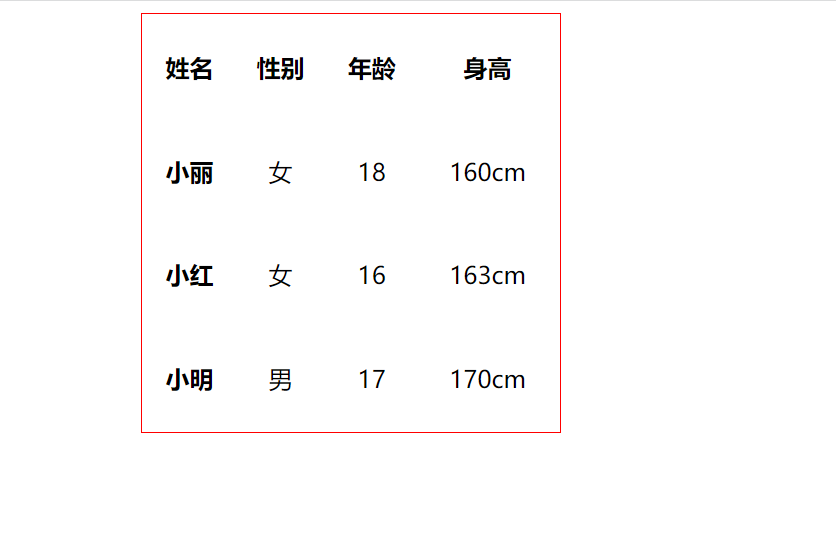 姓名 性别 年龄 身高
小丽 女 18 160cm
小红 女 16 163cm
小明 男 17 170cm